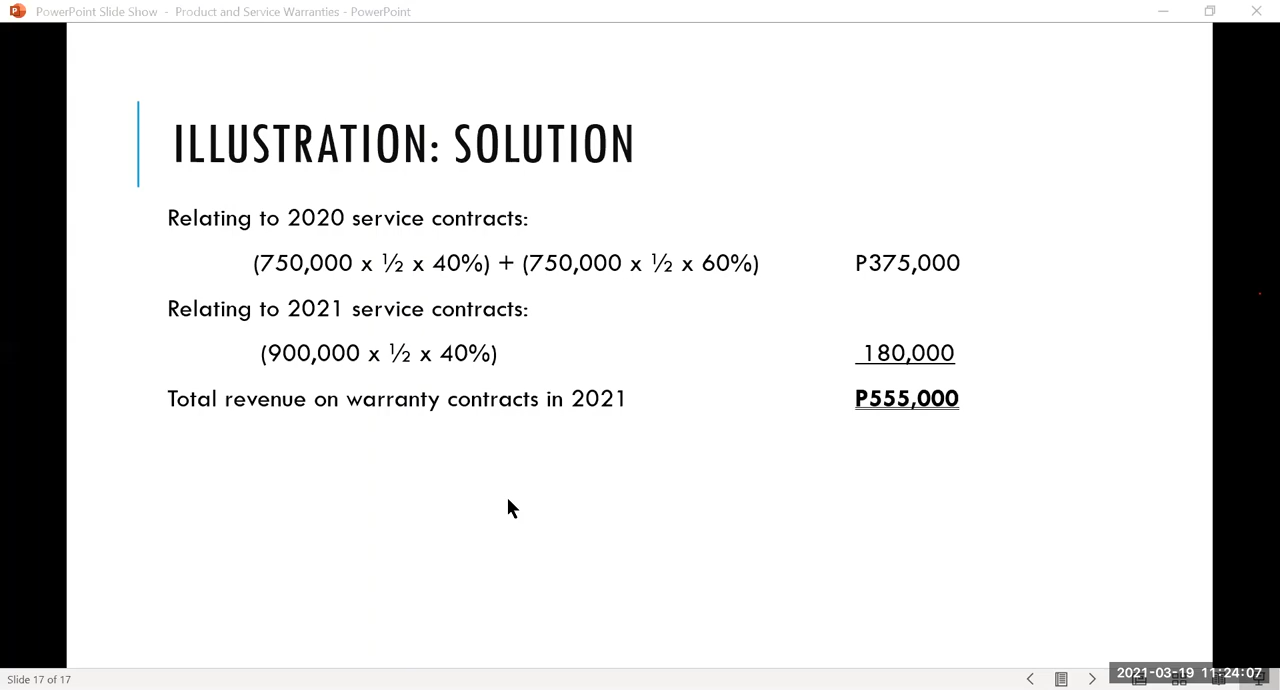 PowerPoint Slide Show - Product and Service Warranties - PowerPoint
ILLUSTRATION: SOLUTION
Relating to 2020 service contracts:
(750,000 x ½ x 40%) + (750,000 x ½ x 60%) P375,000
Relating to 2021 service contracts:
(900,000 x ½ x 40%) 180,000
Total revenue on warranty contracts in 2021 P555,000
Slide 17 of 17
2021-03-19 11:24:07